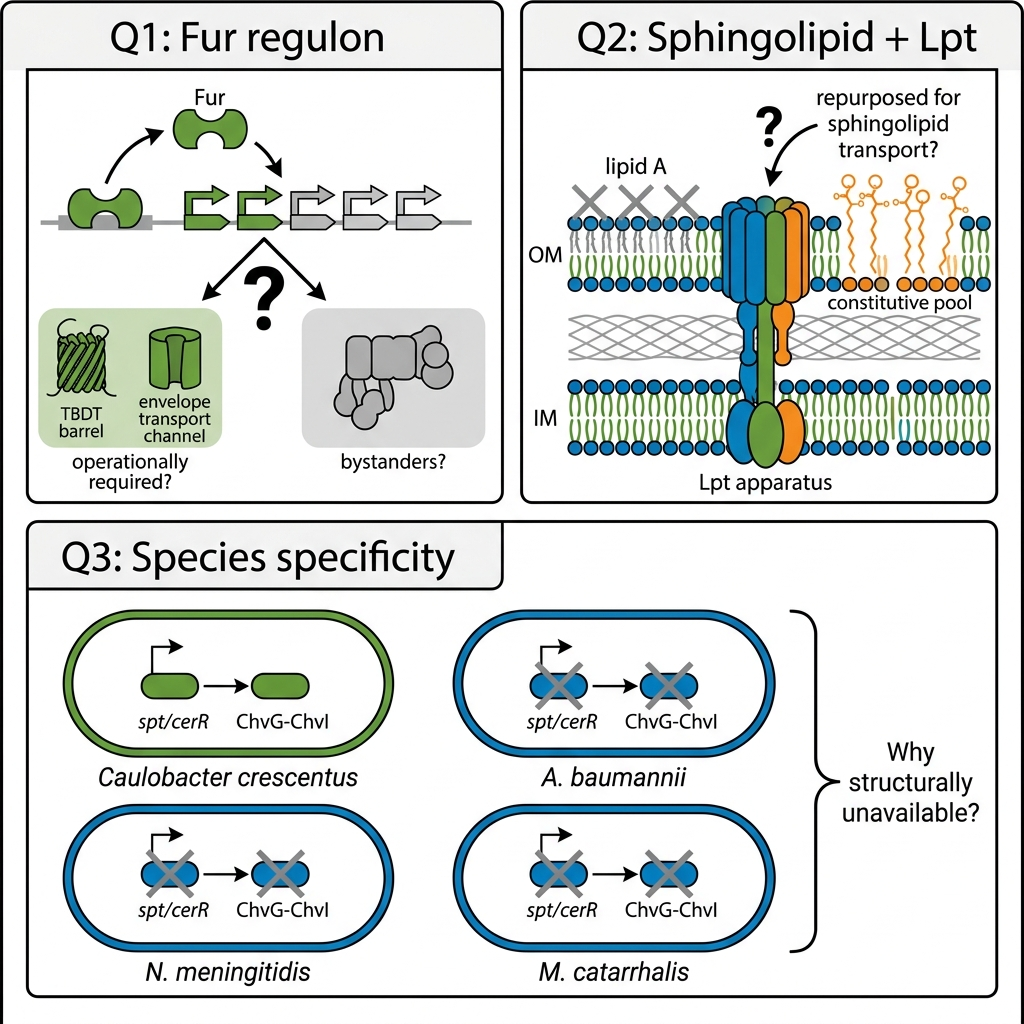 Q1: Fur regulon
Fur
?
TBDT
barrel
envelope
transport
channel
operationally
required?
bystanders?
Q2: Sphingolipid + Lpt
?
repurposed for
sphingolipid
transport?
lipid A
OM
constitutive pool
IM
Lpt apparatus
Q3: Species specificity
spt/cerR
ChvG-ChvI
Caulobacter crescentus
spt/cerR
ChvG-ChvI
A. baumannii
spt/cerR
ChvG-ChvI
N. meningitidis
spt/cerR
ChvG-ChvI
M. catarrhalis
Why
structurally
unavailable?